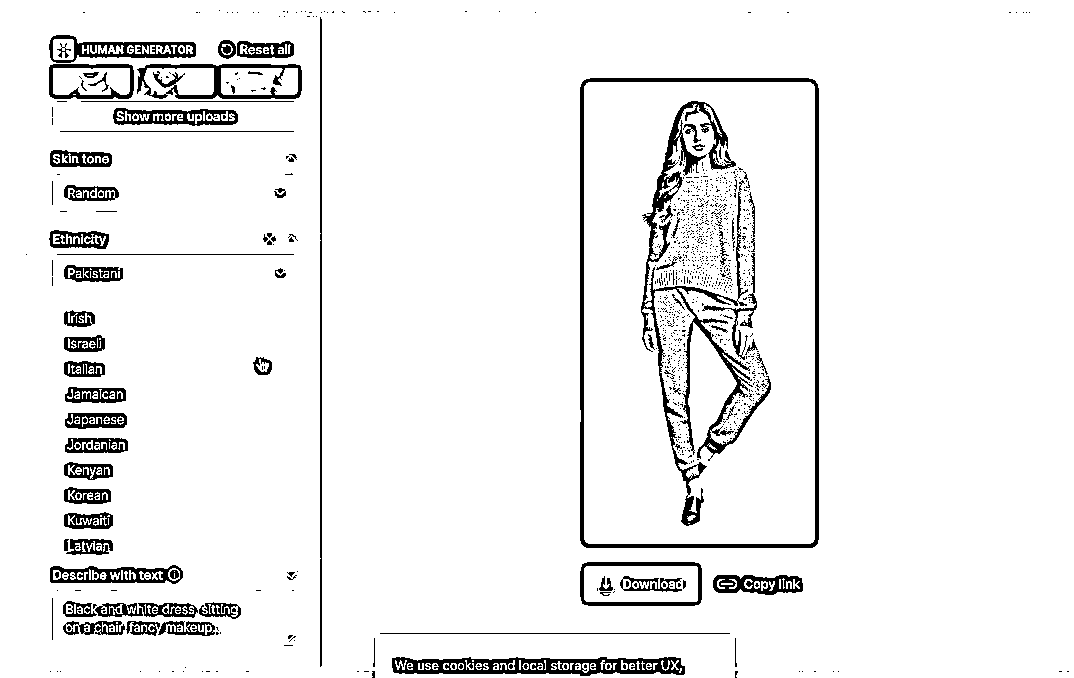 HUMAN GENERATOR
Reset all
Show more uploads
Skin tone
Random
Ethnicity
Pakistani
Irish
Israeli
Italian
Jamaican
Japanese
Jordanian
Kenyan
Korean
Kuwaiti
Latvian
Describe with text
Black and white dress, sitting
on a chair, fancy makeup...
Download
Copy link
We use cookies and local storage for better UX,